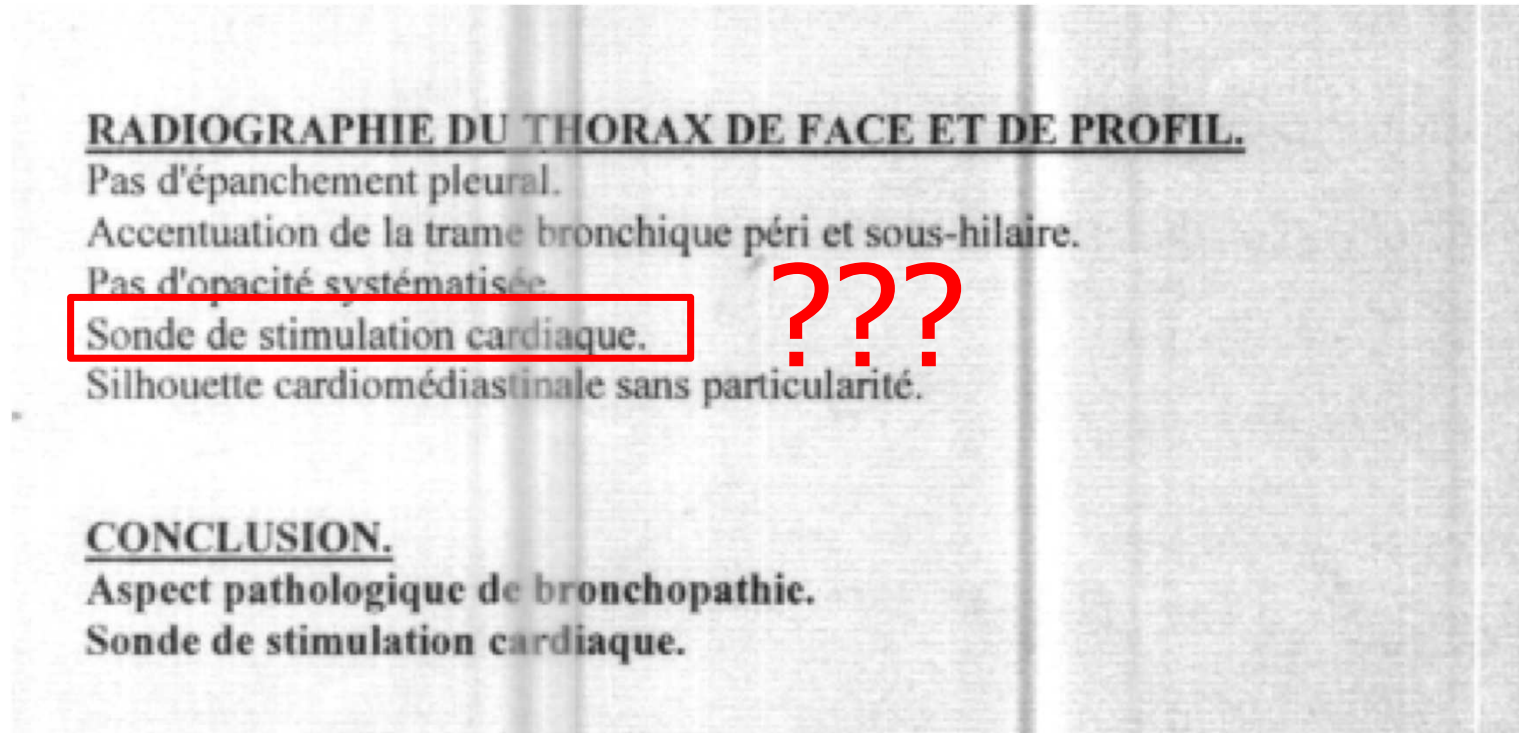 RADIOGRAPHIE DU THORAX DE FACE ET DE PROFIL.
Pas d'épanchement pleural.
Accentuation de la trame bronchique péri et sous-hilaire.
Pas d'opacité systématisée.
Sonde de stimulation cardiaque.
???
Silhouette cardiomédiastinale sans particularité.
CONCLUSION.
Aspect pathologique de bronchopathie.
Sonde de stimulation cardiaque.